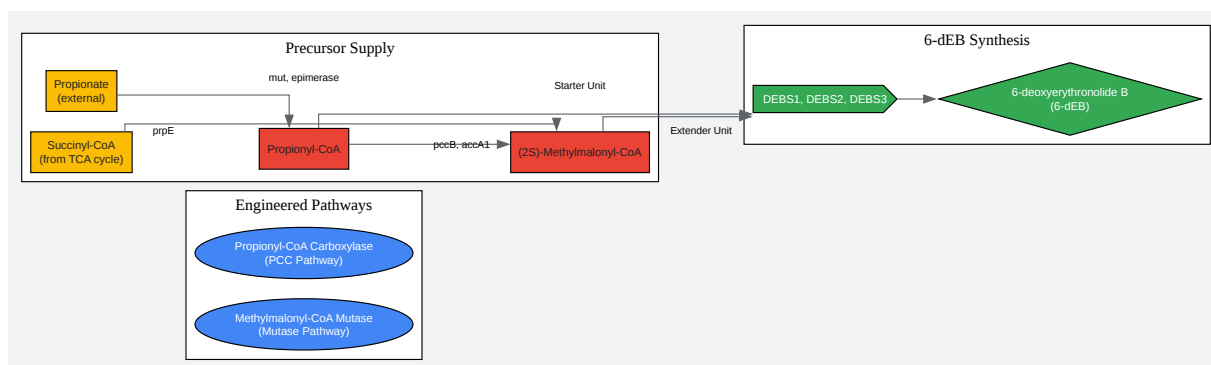 Precursor Supply
Propionate
(external)
mut, epimerase
Starter Unit
prpE
Succinyl-CoA
(from TCA cycle)
Propionyl-CoA
pccB, accA1
(2S)-Methylmalonyl-CoA
Extender Unit
6-dEB Synthesis
DEBS1, DEBS2, DEBS3
6-deoxyerythronolide B
(6-dEB)
Engineered Pathways
Propionyl-CoA Carboxylase
(PCC Pathway)
Methylmalonyl-CoA Mutase
(Mutase Pathway)